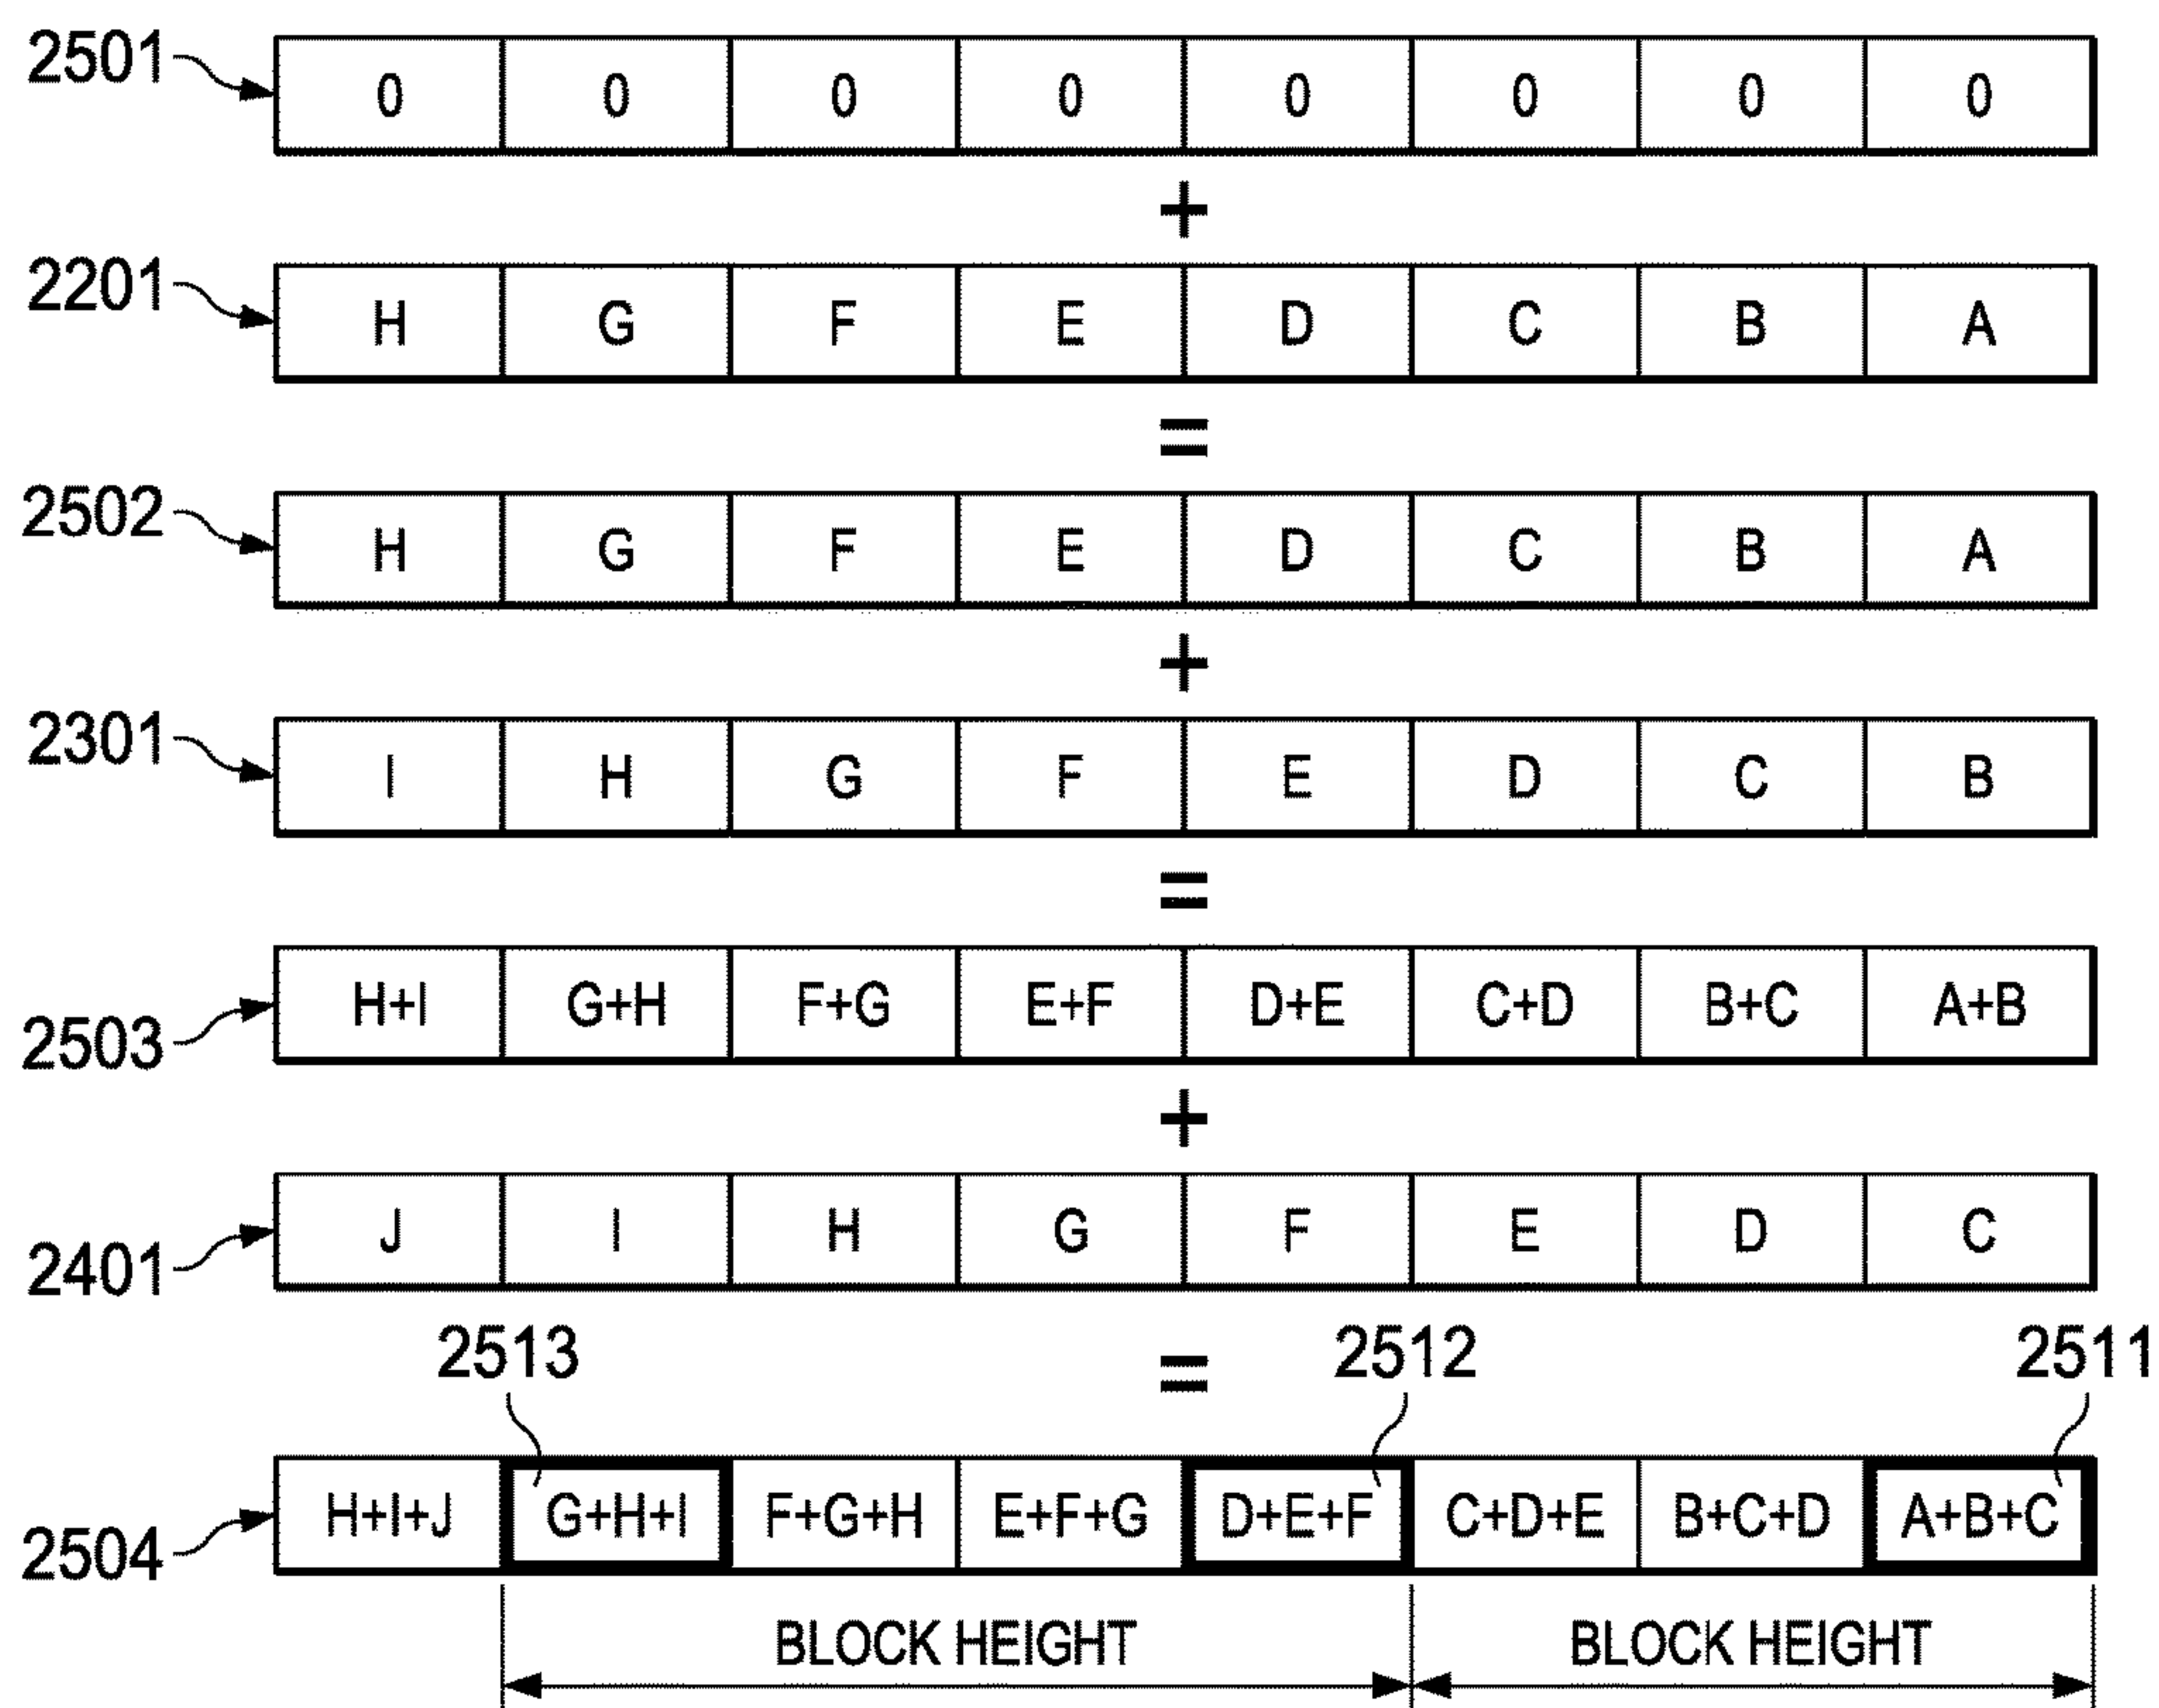 2501 0 0 0 0 0 0 0 0
+
2201 H G F E D C B A
=
2502 H G F E D C B A
+
2301 I H G F E D C B
=
2503 H+I G+H F+G E+F D+E C+D B+C A+B
+
2401 J I H G F E D C
2513 = 2512 2511
2504 H+I+J G+H+I F+G+H E+F+G D+E+F C+D+E B+C+D A+B+C
BLOCK HEIGHT BLOCK HEIGHT